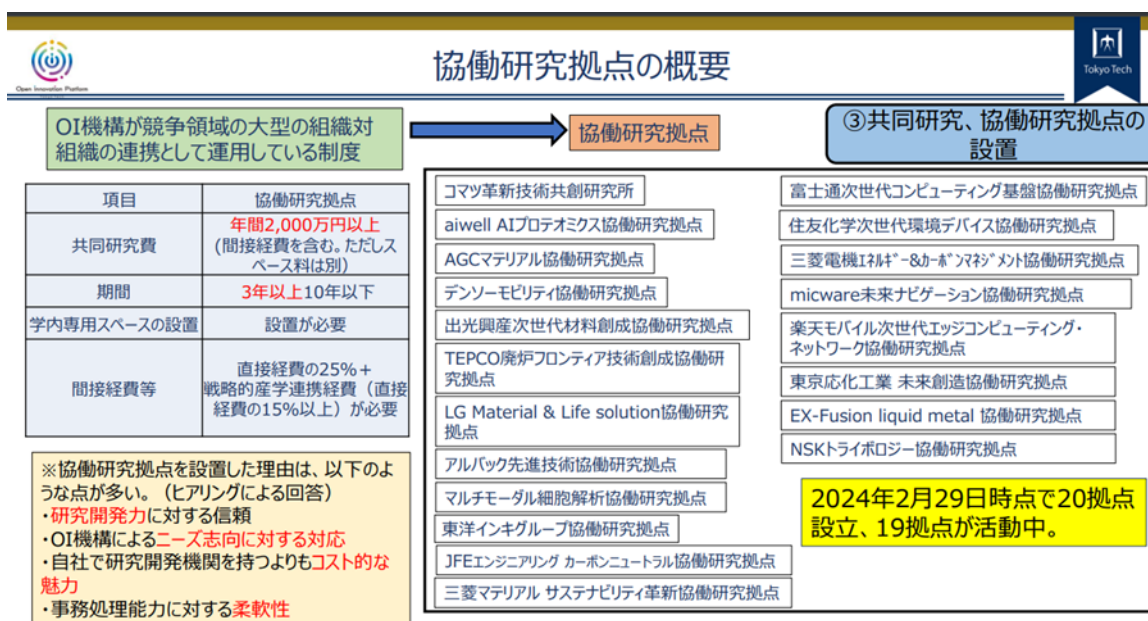 Open Innovation Platform
協働研究拠点の概要
Tokyo Tech
OI機構が競争領域の大型の組織対
組織の連携として運用している制度
協働研究拠点
③共同研究、協働研究拠点の
設置
項目
協働研究拠点
共同研究費
年間2,000万円以上
(間接経費を含む。ただしス
ペース料は別)
期間
3年以上10年以下
学内専用スペースの設置
設置が必要
間接経費等
直接経費の25%+
戦略的産学連携経費（直接
経費の15%以上）が必要
※協働研究拠点を設置した理由は、以下のよ
うな点が多い。（ヒアリングによる回答）
・研究開発力に対する信頼
・OI機構によるニーズ志向に対する対応
・自社で研究開発機関を持つよりもコスト的な
魅力
・事務処理能力に対する柔軟性
コマツ革新技術共創研究所
aiwell AIプロテオミクス協働研究拠点
AGCマテリアル協働研究拠点
デンソーモビリティ協働研究拠点
出光興産次世代材料創成協働研究拠点
TEPCO廃炉フロンティア技術創成協働研
究拠点
LG Material & Life solution協働研究
拠点
アルバック先進技術協働研究拠点
マルチモーダル細胞解析協働研究拠点
東洋インキグループ協働研究拠点
JFEエンジニアリング カーボンニュートラル協働研究拠点
三菱マテリアル サステナビリティ革新協働研究拠点
富士通次世代コンピューティング基盤協働研究拠点
住友化学次世代環境デバイス協働研究拠点
三菱電機ｴﾈﾙｷﾞｰ&ｶｰﾎﾞﾝﾏﾈｼﾞﾒﾝﾄ協働研究拠点
micware未来ナビゲーション協働研究拠点
楽天モバイル次世代エッジコンピューティング・
ネットワーク協働研究拠点
東京応化工業 未来創造協働研究拠点
EX-Fusion liquid metal 協働研究拠点
NSKトライボロジー協働研究拠点
2024年2月29日時点で20拠点
設立、19拠点が活動中。